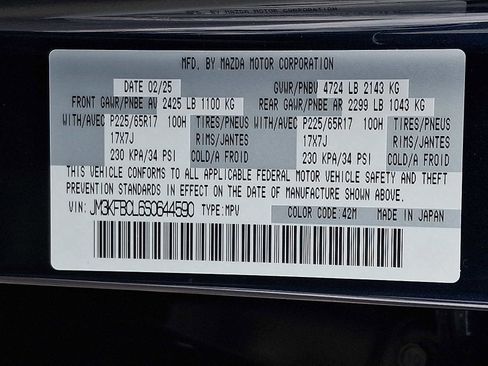 MFD. BY MAZDA MOTOR CORPORATION
DATE 02/25 GVWR/PNBV 4724 LB 2143 KG
FRONT GAWR/PNBE AV 2425 LB 1100 KG REAR GAWR/PNBE AR 2299 LB 1043 KG
WITH/AVEC P225/65R17 100H TIRES/PNEUS WITH/AVEC P225/65R17 100H TIRES/PNEUS
17X7J RIMS/JANTES 17X7J RIMS/JANTES
230 KPA/34 PSI COLD/A FROID 230 KPA/34 PSI COLD/A FROID
THIS VEHICLE CONFORMS TO ALL APPLICABLE FEDERAL MOTOR VEHICLE SAFETY AND THEFT
PREVENTION STANDARDS IN EFFECT ON THE DATE OF MANUFACTURE SHOWN ABOVE.
VIN: JM3KFBCL6S0644590 TYPE: MPV COLOR CODE: 42M MADE IN JAPAN